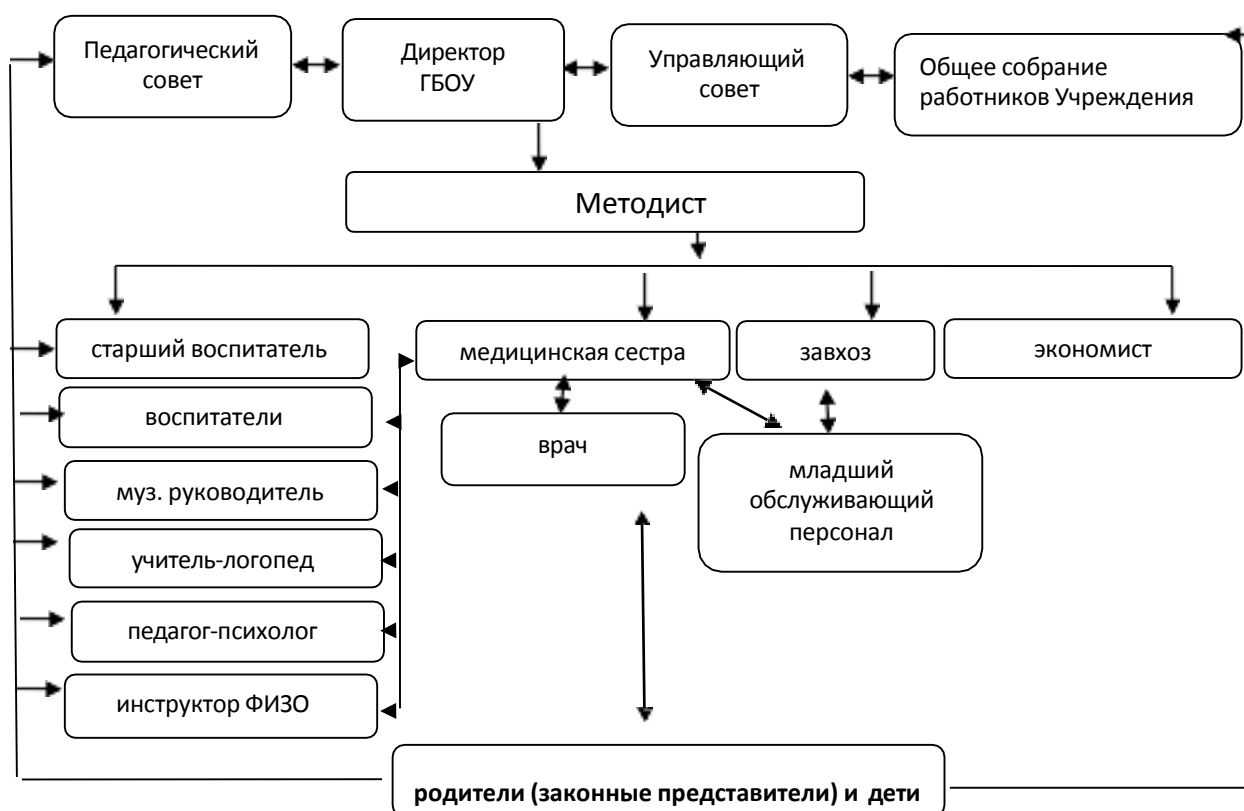 Педагогический
совет
Директор
ГБОУ
Управляющий
совет
Общее собрание
работников Учреждения
Методист
старший воспитатель
медицинская сестра
завхоз
экономист
воспитатели
врач
младший
обслуживающий
персонал
муз. руководитель
учитель-логопед
педагог-психолог
инструктор ФИЗО
родители (законные представители) и дети